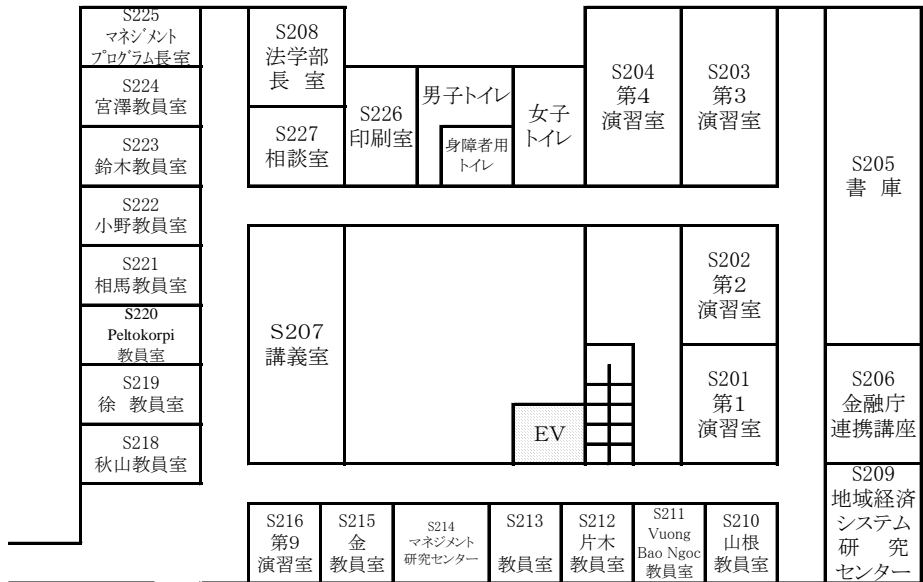 S225
マネジメント
プログラム長室
S224
宮澤教員室
S223
鈴木教員室
S222
小野教員室
S221
相馬教員室
S220
Peltokorpi
教員室
S219
徐 教員室
S218
秋山教員室
S208
法学部
長 室
S227
相談室
S226
印刷室
男子トイレ
身障者用
トイレ
女子
トイレ
S204
第4
演習室
S203
第3
演習室
S205
書 庫
S207
講義室
EV
S202
第2
演習室
S201
第1
演習室
S206
金融庁
連携講座
S209
地域経済
システム
研 究
センター
S216
第9
演習室
S215
金
教員室
S214
マネジメント
研究センター
S213
教員室
S212
片木
教員室
S211
Vuong
Bao Ngoc
教員室
S210
山根
教員室